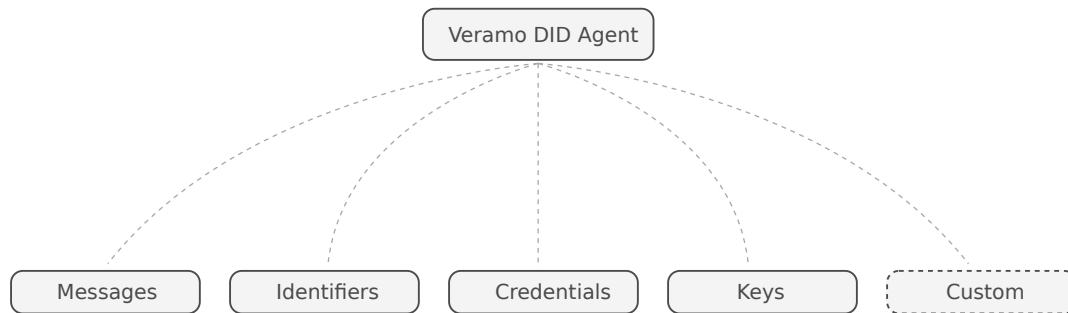 Veramo DID Agent
Messages
Identifiers
Credentials
Keys
Custom